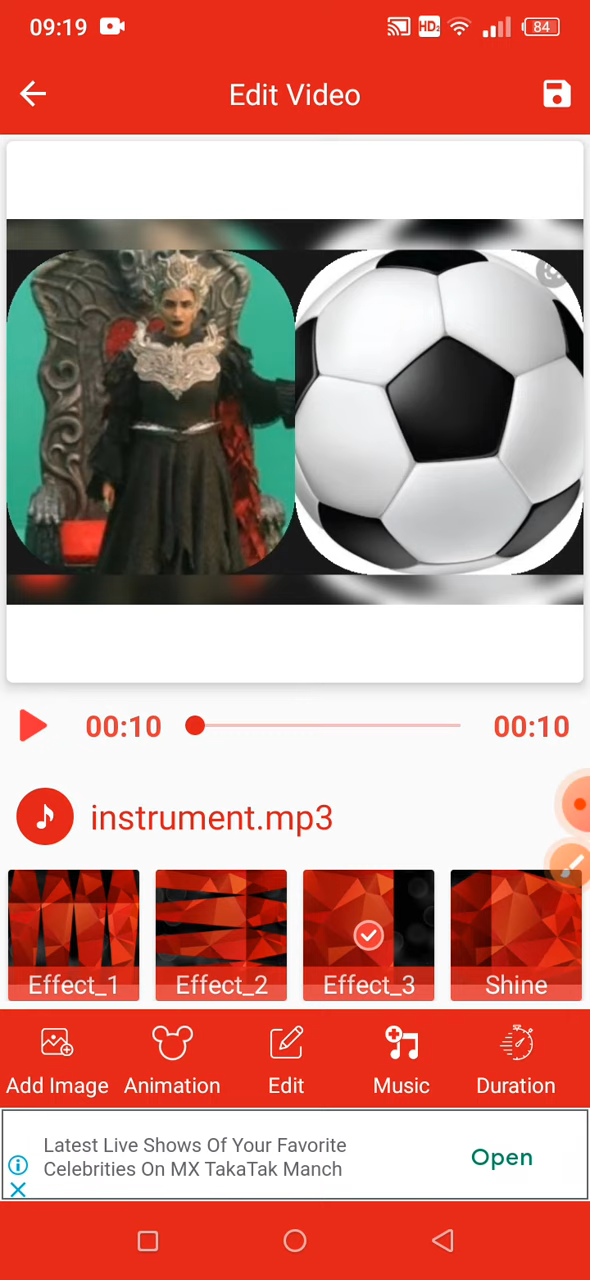 09:19
HD2
84
Edit Video
00:10
00:10
instrument.mp3
Effect_1
Effect_2
Effect_3
Shine
Add Image
Animation
Edit
Music
Duration
Latest Live Shows Of Your Favorite
Celebrities On MX TakaTak Manch
Open